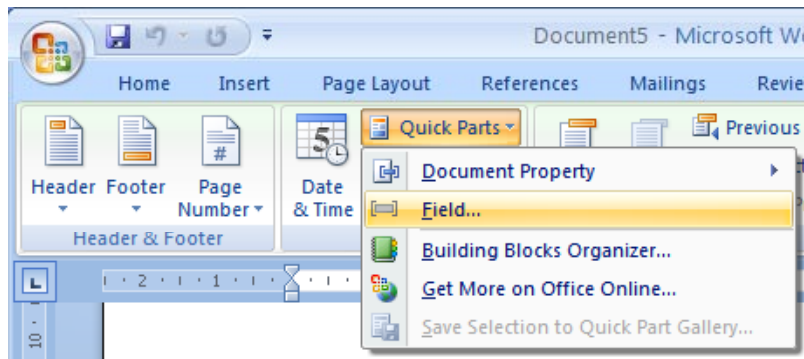 Document5 - Microsoft W
Home Insert Page Layout References Mailings Revie
Quick Parts
Previous
Header Footer Page Number Date & Time
Header & Footer
Document Property
Field...
Building Blocks Organizer...
Get More on Office Online...
Save Selection to Quick Part Gallery...
2 1
10